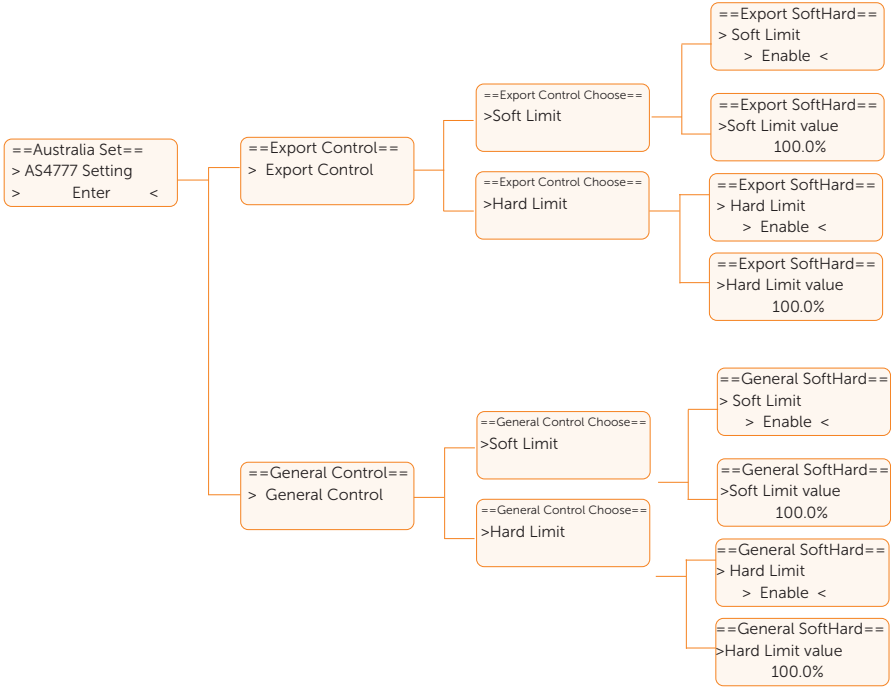 ==Australia Set==
> AS4777 Setting
> Enter <
==Export Control==
> Export Control
==Export Control Choose==
>Soft Limit
==Export SoftHard==
> Soft Limit
> Enable <
==Export SoftHard==
>Soft Limit value
100.0%
==Export Control Choose==
>Hard Limit
==Export SoftHard==
> Hard Limit
> Enable <
==Export SoftHard==
>Hard Limit value
100.0%
==General Control==
> General Control
==General Control Choose==
>Soft Limit
==General SoftHard==
> Soft Limit
> Enable <
==General SoftHard==
>Soft Limit value
100.0%
==General Control Choose==
>Hard Limit
==General SoftHard==
> Hard Limit
> Enable <
==General SoftHard==
>Hard Limit value
100.0%